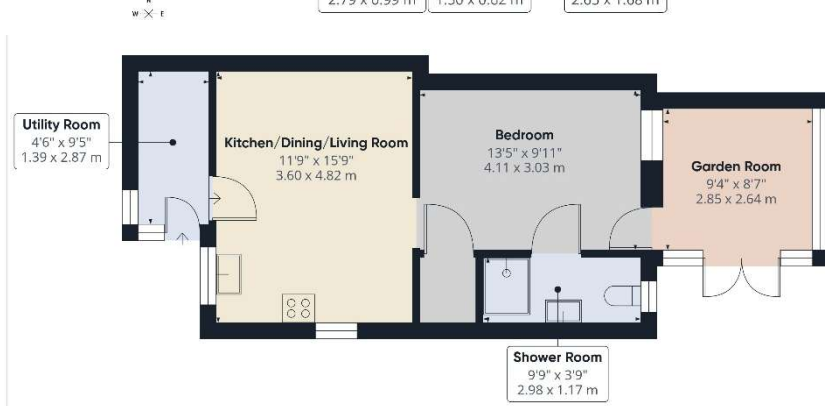 N
W E
2.79 x 0.99 m
1.50 x 0.82 m
2.65 x 1.68 m
Utility Room
4'6" x 9'5"
1.39 x 2.87 m
Kitchen/Dining/Living Room
11'9" x 15'9"
3.60 x 4.82 m
Bedroom
13'5" x 9'11"
4.11 x 3.03 m
Garden Room
9'4" x 8'7"
2.85 x 2.64 m
Shower Room
9'9" x 3'9"
2.98 x 1.17 m